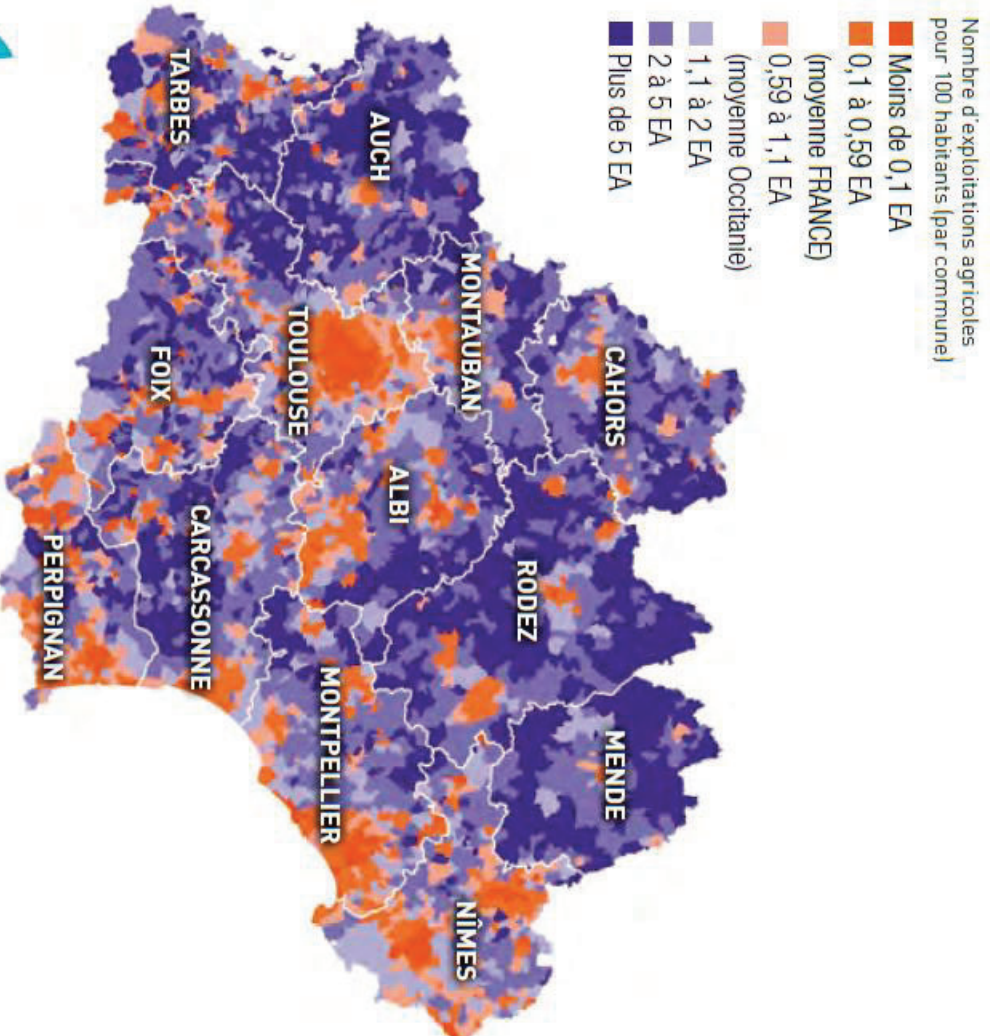 Nombre d'exploitations agricoles
pour 100 habitants (par commune)
Moins de 0,1 EA
0,1 à 0,59 EA
(moyenne FRANCE)
0,59 à 1,1 EA
(moyenne Occitanie)
1,1 à 2 EA
2 à 5 EA
Plus de 5 EA
CAHORS
RODEZ
MENDE
MONTAUBAN
AUCH
ALBI
NÎMES
TOULOUSE
MONTPELLIER
TARBES
FOIX
CARCASSONNE
PERPIGNAN